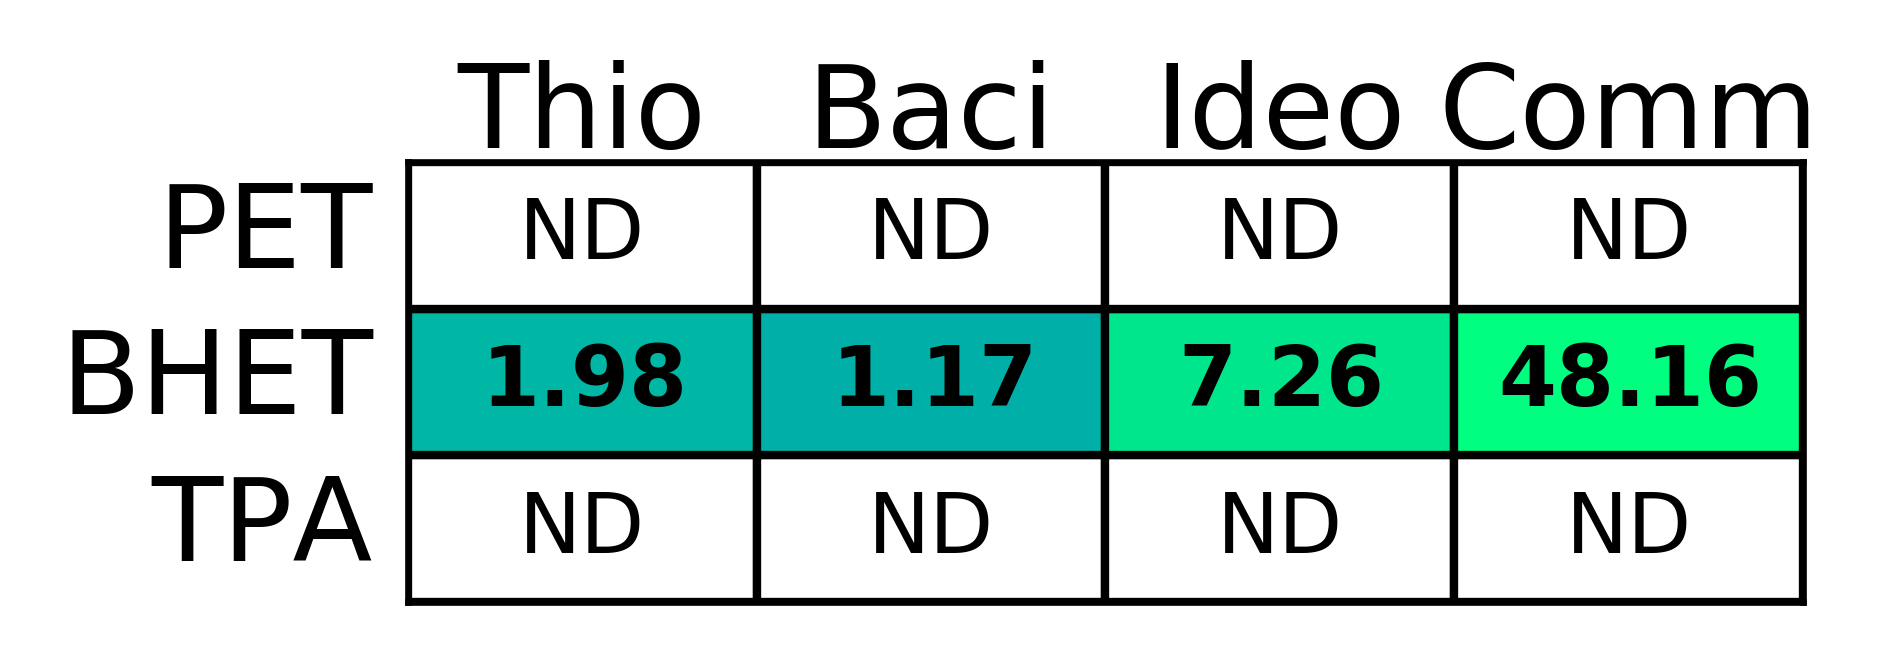 Thio Baci Ideo Comm
PET ND ND ND ND
BHET 1.98 1.17 7.26 48.16
TPA ND ND ND ND